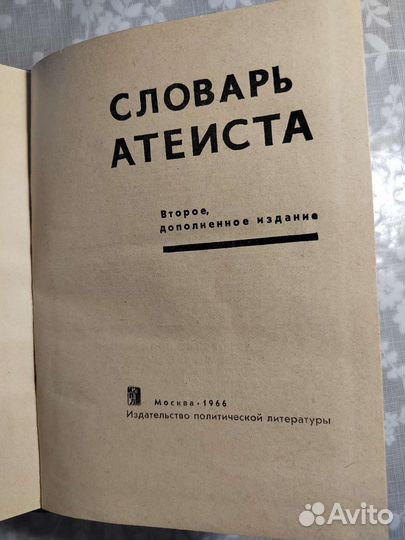 СЛОВАРЬ
АТЕИСТА
Второе,
дополненное издание
Москва · 1966
Издательство политической литературы
Avito